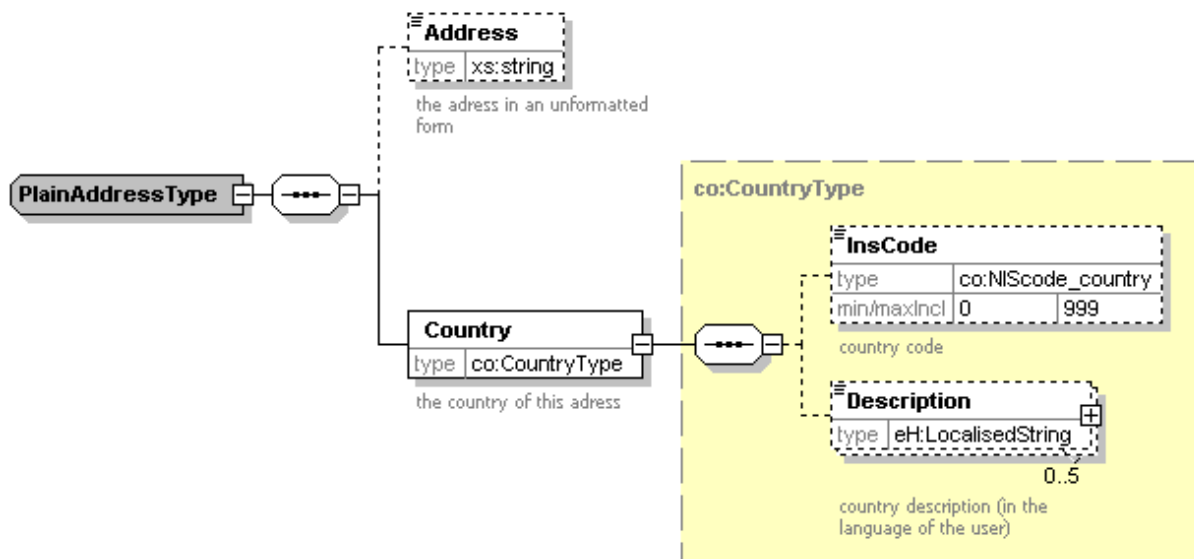 Address
type xs:string
the adress in an unformatted
form
PlainAddressType
co:CountryType
InsCode
type co:NIScode_country
min/maxIncl 0 999
country code
Country
type co:CountryType
the country of this adress
Description
type eH:LocalisedString
0..5
country description (in the
language of the user)